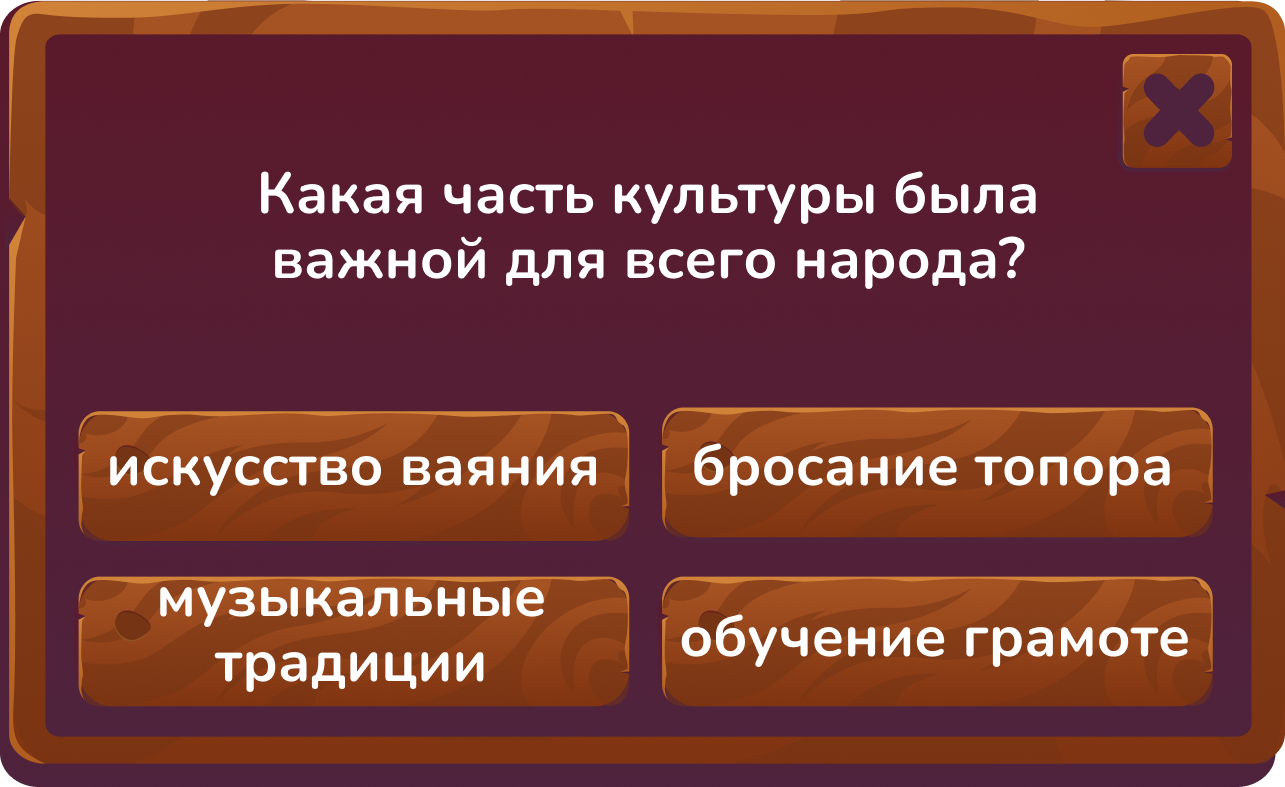 Какая часть культуры была
важной для всего народа?
искусство ваяния
бросание топора
музыкальные
традиции
обучение грамоте